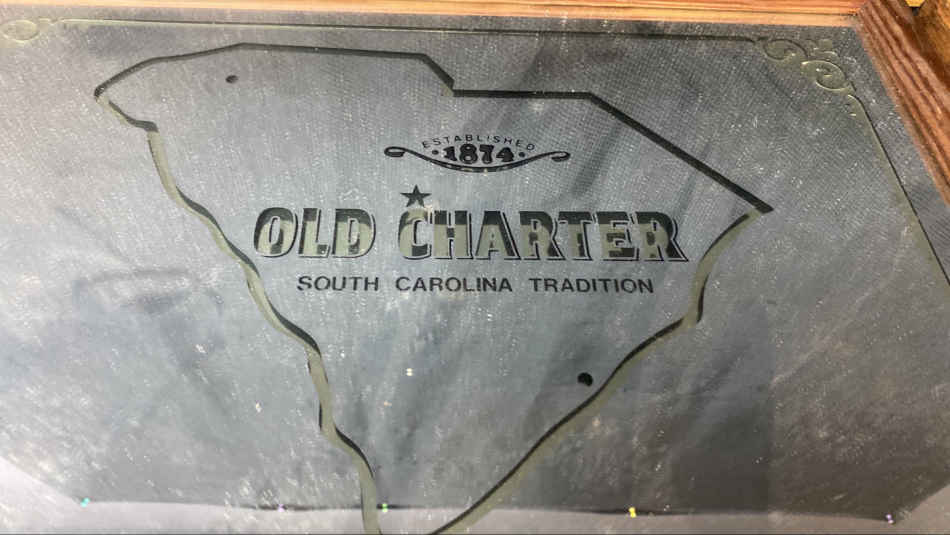 ESTABLISHED
• 1874 •
OLD CHARTER
SOUTH CAROLINA TRADITION